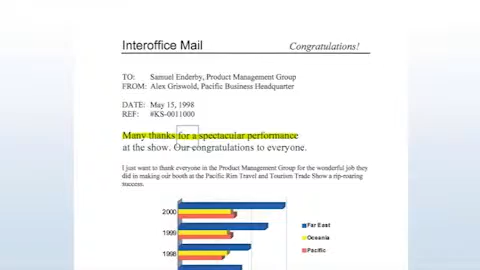 Interoffice Mail
Congratulations!
TO: Samuel Enderby, Product Management Group
FROM: Alex Griswold, Pacific Business Headquarter
DATE: May 15, 1998
REF: #KS-0011000
Many thanks for a spectacular performance
at the show. Our congratulations to everyone.
I just want to thank everyone in the Product Management Group for the wonderful job they
did in making our booth at the Pacific Rim Travel and Tourism Trade Show a rip-roaring
success.
2000
1999
1998
Far East
Oceania
Pacific